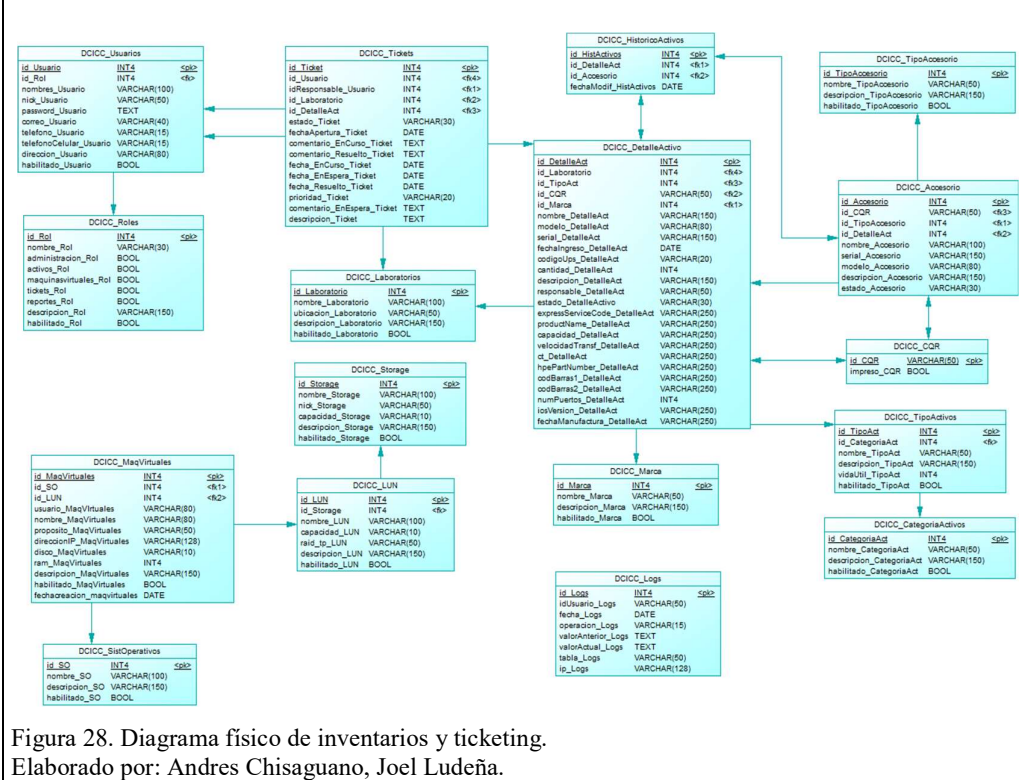 DCICC_Usuarios
id_Usuario INT4 <pk>
id_Rol INT4 <fk>
nombres_Usuario VARCHAR(100)
nick_Usuario VARCHAR(50)
password_Usuario TEXT
correo_Usuario VARCHAR(40)
telefono_Usuario VARCHAR(15)
telefonoCelular_Usuario VARCHAR(15)
direccion_Usuario VARCHAR(80)
habilitado_Usuario BOOL
DCICC_Tickets
id_Ticket INT4 <pk>
id_Usuario INT4 <fk4>
idResponsable_Usuario INT4 <fk1>
id_Laboratorio INT4 <fk2>
id_DetalleAct INT4 <fk3>
estado_Ticket VARCHAR(30)
fechaApertura_Ticket DATE
comentario_EnCurso_Ticket TEXT
comentario_Resuelto_Ticket TEXT
fecha_EnCurso_Ticket DATE
fecha_EnEspera_Ticket DATE
fecha_Resuelto_Ticket DATE
prioridad_Ticket VARCHAR(20)
comentario_EnEspera_Ticket TEXT
descripcion_Ticket TEXT
DCICC_HistoricoActivos
id_HistActivos INT4 <pk>
id_DetalleAct INT4 <fk1>
id_Accesorio INT4 <fk2>
fechaModif_HistActivos DATE
DCICC_TipoAccesorio
id_TipoAccesorio INT4 <pk>
nombre_TipoAccesorio VARCHAR(50)
descripcion_TipoAccesorio VARCHAR(150)
habilitado_TipoAccesorio BOOL
DCICC_DetalleActivo
id_DetalleAct INT4 <pk>
id_Laboratorio INT4 <fk4>
id_TipoAct INT4 <fk3>
id_CQR VARCHAR(50) <fk2>
id_Marca INT4 <fk1>
nombre_DetalleAct VARCHAR(150)
modelo_DetalleAct VARCHAR(80)
serial_DetalleAct VARCHAR(150)
fechaIngreso_DetalleAct DATE
codigoUps_DetalleAct VARCHAR(20)
cantidad_DetalleAct INT4
descripcion_DetalleAct VARCHAR(150)
responsable_DetalleAct VARCHAR(50)
estado_DetalleActivo VARCHAR(30)
expressServiceCode_DetalleAct VARCHAR(250)
productName_DetalleAct VARCHAR(250)
capacidad_DetalleAct VARCHAR(250)
velocidadTransf_DetalleAct VARCHAR(250)
ct_DetalleAct VARCHAR(250)
hpePartNumber_DetalleAct VARCHAR(250)
codBarras1_DetalleAct VARCHAR(250)
codBarras2_DetalleAct VARCHAR(250)
numPuertos_DetalleAct INT4
iosVersion_DetalleAct VARCHAR(250)
fechaManufactura_DetalleAct VARCHAR(250)
DCICC_Accesorio
id_Accesorio INT4 <pk>
id_CQR VARCHAR(50) <fk3>
id_TipoAccesorio INT4 <fk1>
id_DetalleAct INT4 <fk2>
nombre_Accesorio VARCHAR(100)
serial_Accesorio VARCHAR(150)
modelo_Accesorio VARCHAR(80)
descripcion_Accesorio VARCHAR(150)
estado_Accesorio VARCHAR(30)
DCICC_Roles
id_Rol INT4 <pk>
nombre_Rol VARCHAR(30)
administracion_Rol BOOL
activos_Rol BOOL
maquinasvirtuales_Rol BOOL
tickets_Rol BOOL
reportes_Rol BOOL
descripcion_Rol VARCHAR(150)
habilitado_Rol BOOL
DCICC_Laboratorios
id_Laboratorio INT4 <pk>
nombre_Laboratorio VARCHAR(100)
ubicacion_Laboratorio VARCHAR(50)
descripcion_Laboratorio VARCHAR(150)
habilitado_Laboratorio BOOL
DCICC_CQR
id_CQR VARCHAR(50) <pk>
impreso_CQR BOOL
DCICC_Storage
id_Storage INT4 <pk>
nombre_Storage VARCHAR(100)
nick_Storage VARCHAR(50)
capacidad_Storage VARCHAR(10)
descripcion_Storage VARCHAR(150)
habilitado_Storage BOOL
DCICC_TipoActivos
id_TipoAct INT4 <pk>
id_CategoriaAct INT4 <fk>
nombre_TipoAct VARCHAR(50)
descripcion_TipoAct VARCHAR(150)
vidaUtil_TipoAct INT4
habilitado_TipoAct BOOL
DCICC_MaqVirtuales
id_MaqVirtuales INT4 <pk>
id_SO INT4 <fk1>
id_LUN INT4 <fk2>
usuario_MaqVirtuales VARCHAR(80)
nombre_MaqVirtuales VARCHAR(80)
proposito_MaqVirtuales VARCHAR(50)
direccionIP_MaqVirtuales VARCHAR(128)
disco_MaqVirtuales VARCHAR(10)
ram_MaqVirtuales INT4
descripcion_MaqVirtuales VARCHAR(150)
habilitado_MaqVirtuales BOOL
fechacreacion_maqvirtuales DATE
DCICC_LUN
id_LUN INT4 <pk>
id_Storage INT4 <fk>
nombre_LUN VARCHAR(100)
capacidad_LUN VARCHAR(10)
raid_tp_LUN VARCHAR(50)
descripcion_LUN VARCHAR(150)
habilitado_LUN BOOL
DCICC_Marca
id_Marca INT4 <pk>
nombre_Marca VARCHAR(50)
descripcion_Marca VARCHAR(150)
habilitado_Marca BOOL
DCICC_CategoriaActivos
id_CategoriaAct INT4 <pk>
nombre_CategoriaAct VARCHAR(50)
descripcion_CategoriaAct VARCHAR(150)
habilitado_CategoriaAct BOOL
DCICC_Logs
id_Logs INT4 <pk>
idUsuario_Logs VARCHAR(50)
fecha_Logs DATE
operacion_Logs VARCHAR(15)
valorAnterior_Logs TEXT
valorActual_Logs TEXT
tabla_Logs VARCHAR(50)
ip_Logs VARCHAR(128)
DCICC_SistOperativos
id_SO INT4 <pk>
nombre_SO VARCHAR(100)
descripcion_SO VARCHAR(150)
habilitado_SO BOOL
Figura 28. Diagrama físico de inventarios y ticketing.
Elaborado por: Andres Chisaguano, Joel Ludeña.